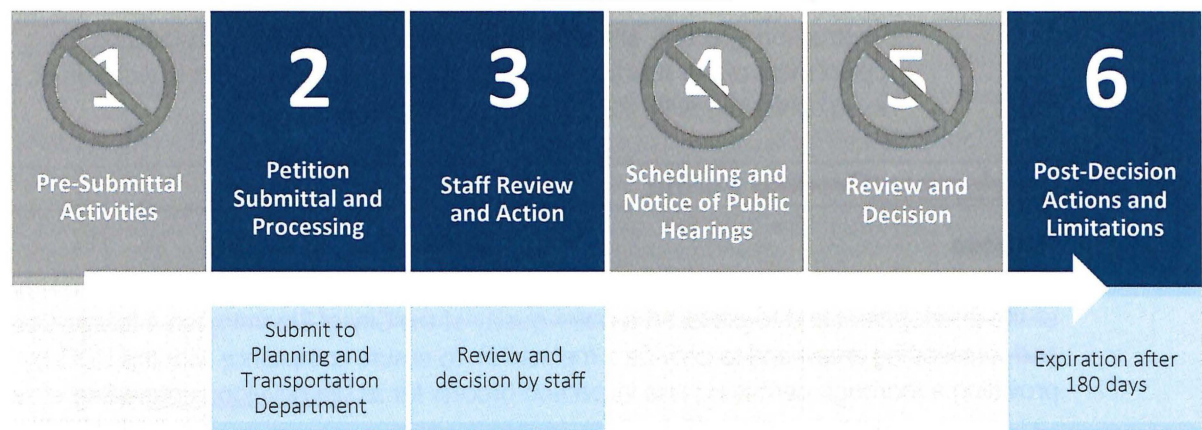 1
2
3
4
5
6
Pre-Submittal
Activities
Petition
Submittal and
Processing
Staff Review
and Action
Scheduling and
Notice of Public
Hearings
Review and
Decision
Post-Decision
Actions and
Limitations
Submit to
Planning and
Transportation
Department
Review and
decision by staff
Expiration after
180 days